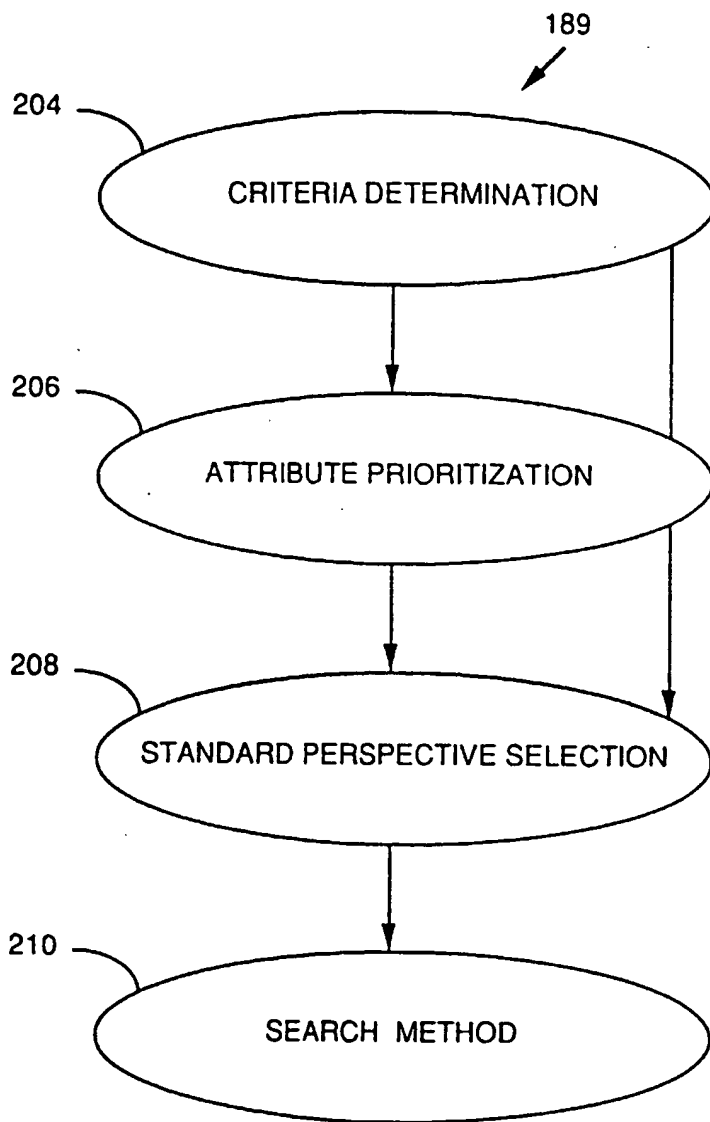 189
204
CRITERIA DETERMINATION
206
ATTRIBUTE PRIORITIZATION
208
STANDARD PERSPECTIVE SELECTION
210
SEARCH METHOD